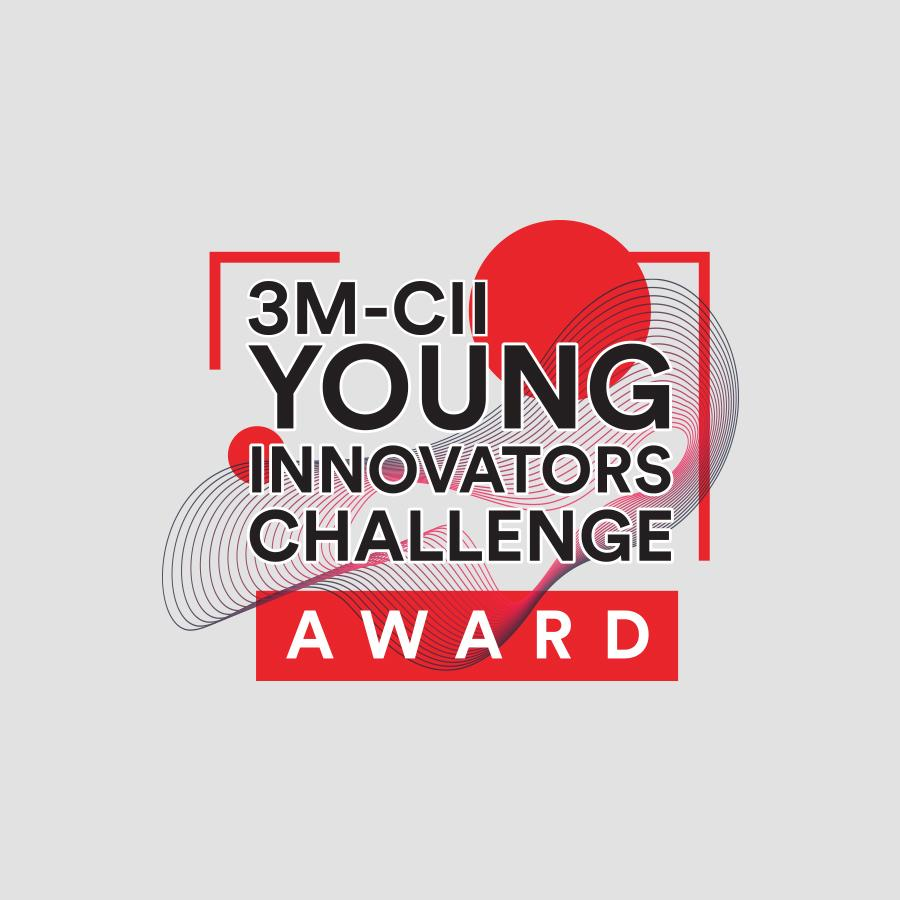 3M-CII
YOUNG
INNOVATORS
CHALLENGE
AWARD